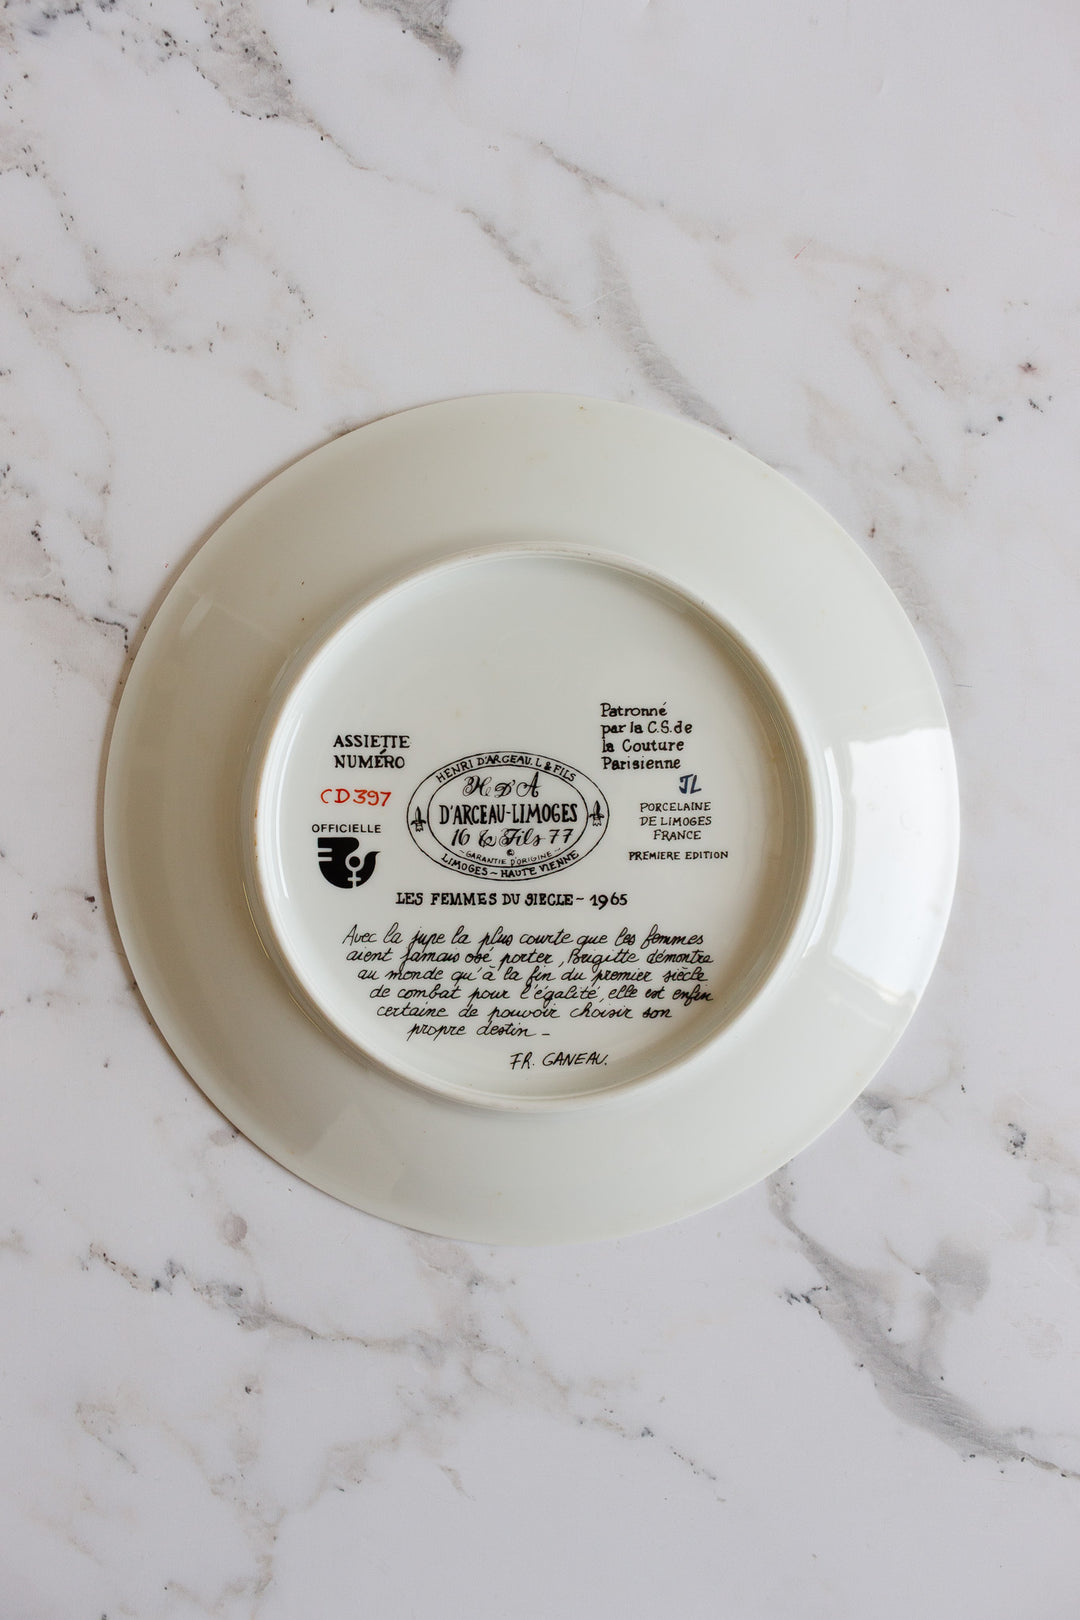 ASSIETTE
NUMÉRO
CD397
OFFICIELLE
HENRI D'ARCEAU. L & FILS
H D'A
D'ARCEAU-LIMOGES
16 & Fils 77
©
~GARANTIE D'ORIGINE~
LIMOGES ~ HAUTE VIENNE
Patronné
par la C.S. de
la Couture
Parisienne
JL
PORCELAINE
DE LIMOGES
FRANCE
PREMIERE EDITION
LES FEMMES DU SIECLE ~ 1965
Avec la jupe la plus courte que les femmes
aient jamais osé porter, Brigitte démontre
au monde qu'à la fin du premier siècle
de combat pour l'égalité, elle est enfin
certaine de pouvoir choisir son
propre destin _
FR. GANEAU.